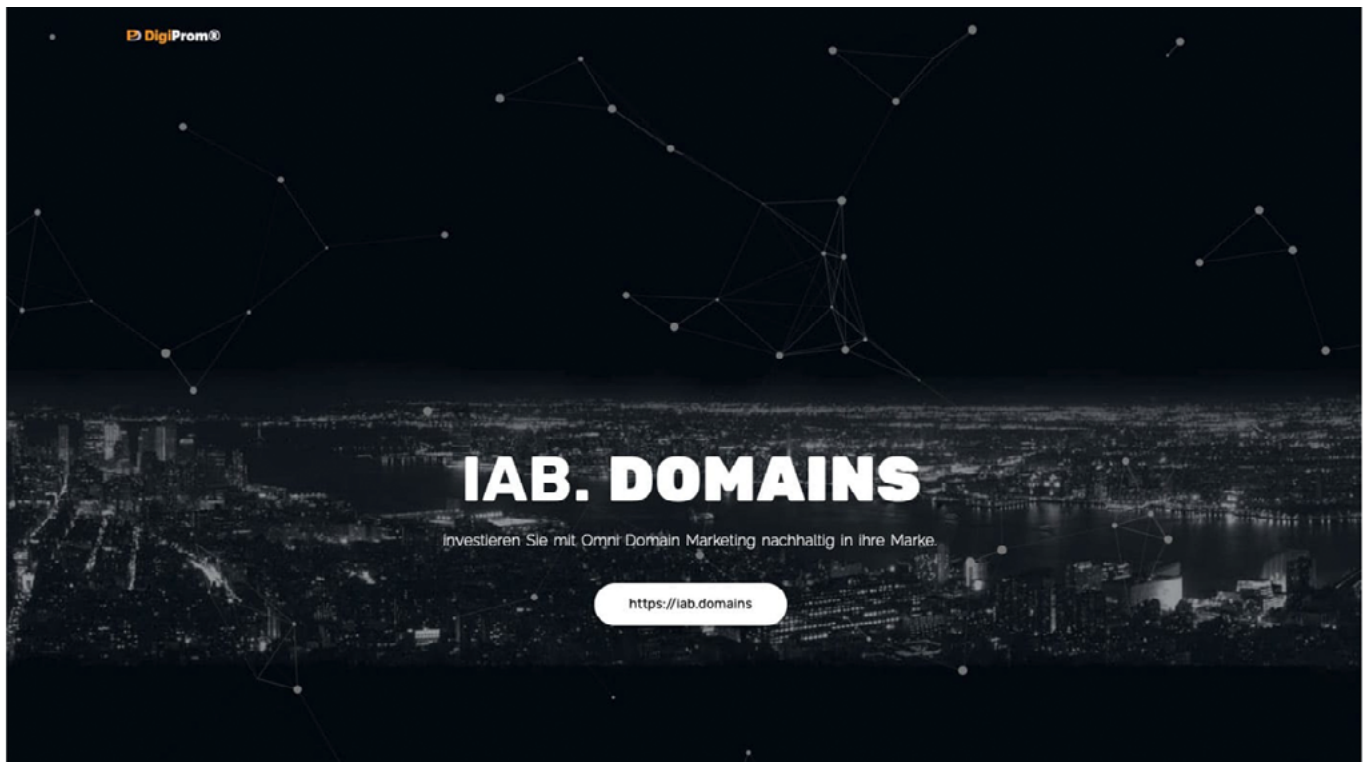 DigiProm®
IAB. DOMAINS
Investieren Sie mit Omni Domain Marketing nachhaltig in ihre Marke.
https://iab.domains